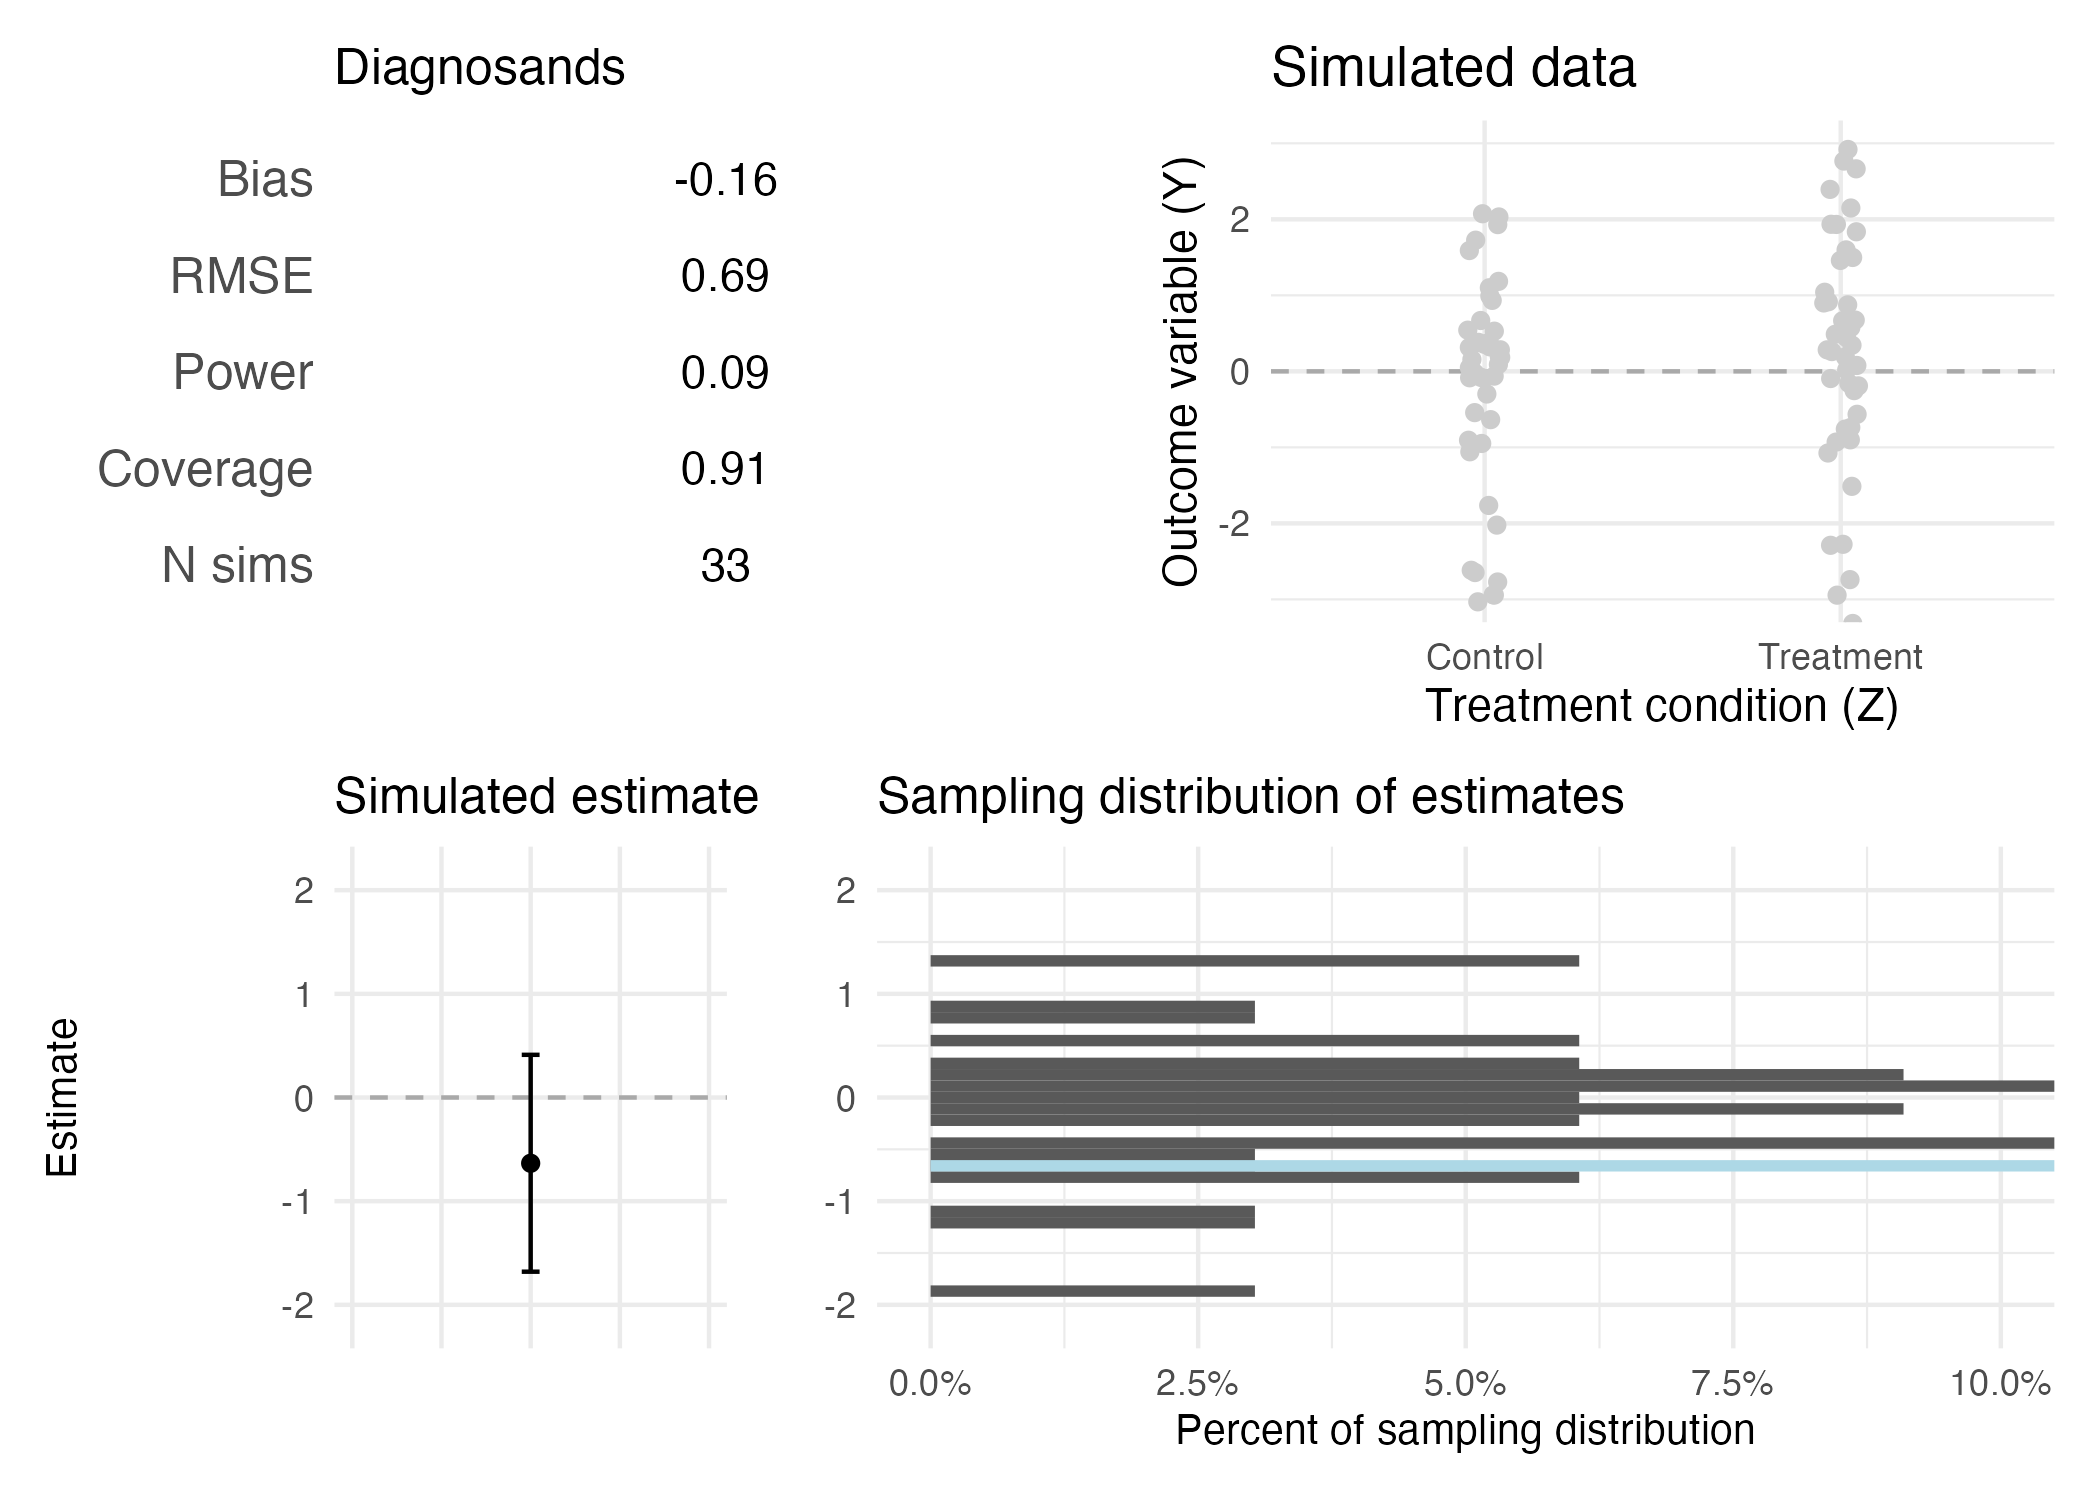 Diagnosands
Bias -0.16
RMSE 0.69
Power 0.09
Coverage 0.91
N sims 33
Simulated data
Outcome variable (Y)
2
0
-2
Control Treatment
Treatment condition (Z)
Simulated estimate
Estimate
2
1
0
-1
-2
Sampling distribution of estimates
2
1
0
-1
-2
0.0% 2.5% 5.0% 7.5% 10.0%
Percent of sampling distribution